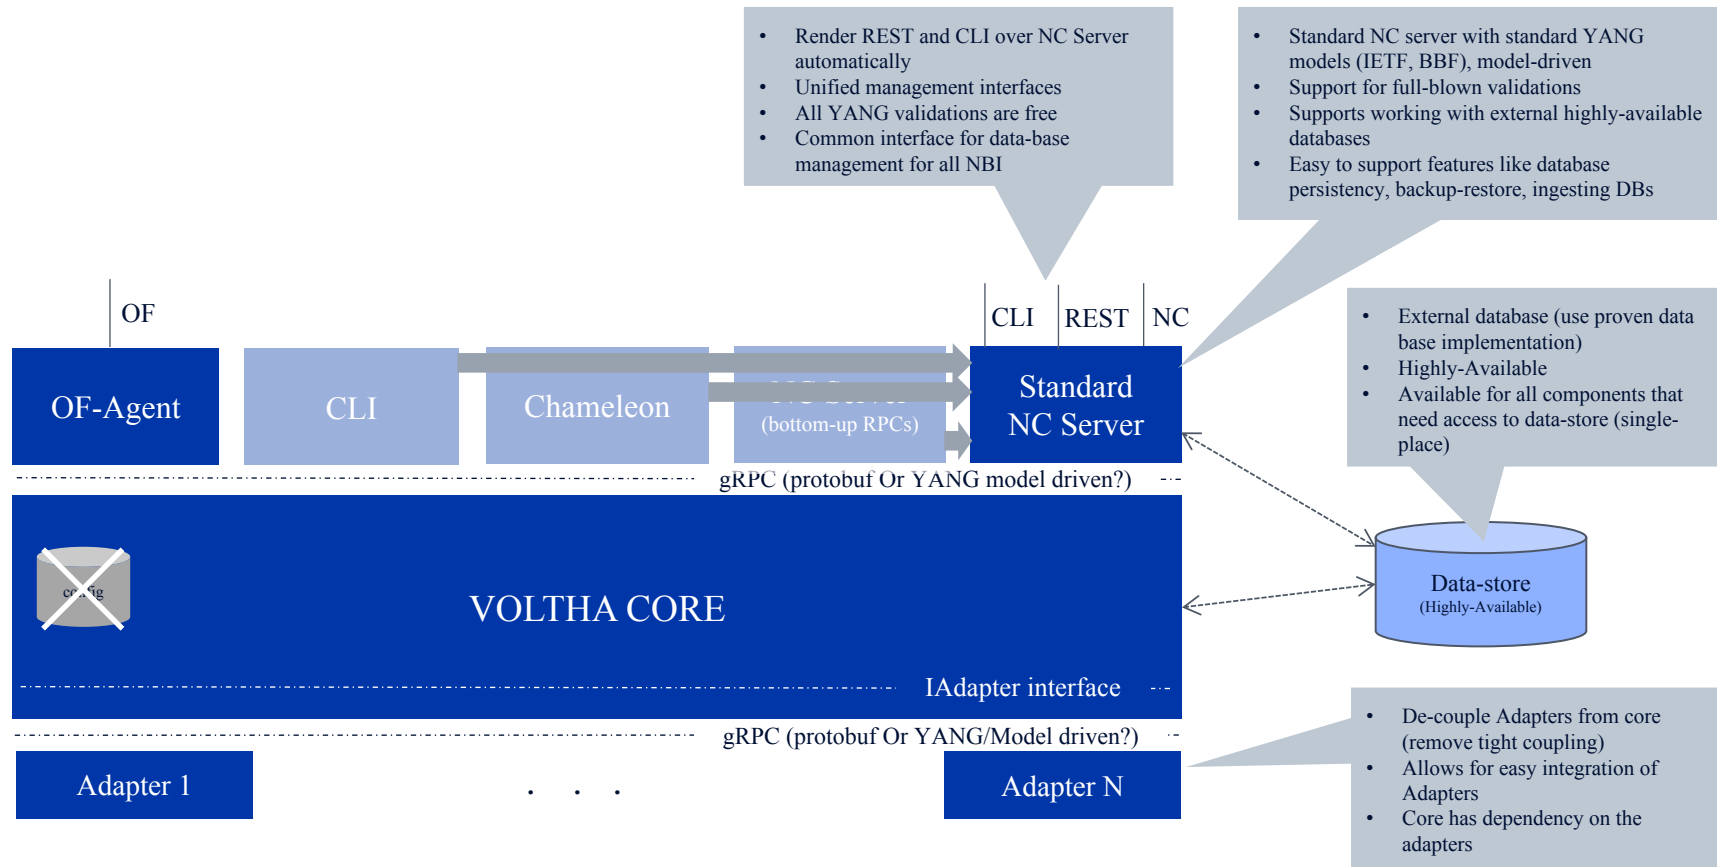 • Render REST and CLI over NC Server
automatically
• Unified management interfaces
• All YANG validations are free
• Common interface for data-base
management for all NBI
• Standard NC server with standard YANG
models (IETF, BBF), model-driven
• Support for full-blown validations
• Supports working with external highly-available
databases
• Easy to support features like database
persistency, backup-restore, ingesting DBs
OF
CLI
REST
NC
• External database (use proven data
base implementation)
• Highly-Available
• Available for all components that
need access to data-store (single-
place)
OF-Agent
CLI
Chameleon
NC Server
(bottom-up RPCs)
Standard
NC Server
gRPC (protobuf Or YANG model driven?)
config
VOLTHA CORE
Data-store
(Highly-Available)
IAdapter interface
gRPC (protobuf Or YANG/Model driven?)
Adapter 1
. . .
Adapter N
• De-couple Adapters from core
(remove tight coupling)
• Allows for easy integration of
Adapters
• Core has dependency on the
adapters